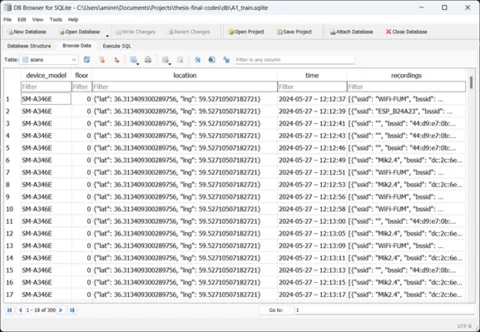 DB Browser for SQLite - C:\Users\aminre\Documents\Projects\thesis-final-codes\db\A1_train.sqlite
File Edit View Tools Help
New Database Open Database Write Changes Revert Changes Open Project Save Project Attach Database Close Database
Database Structure Browse Data Execute SQL
Table: scans Filter in any column
device_model floor location time recordings
Filter Filter Filter Filter Filter
1 SM-A346E 0 {"lat": 36.313409300289756, "lng": 59.52710507182721} 2024-05-27 – 12:12:37 [{"ssid": "WiFi-FUM", "bssid": ...
2 SM-A346E 0 {"lat": 36.313409300289756, "lng": 59.52710507182721} 2024-05-27 – 12:12:39 [{"ssid": "ESP_B24A23", "bssid": ...
3 SM-A346E 0 {"lat": 36.313409300289756, "lng": 59.52710507182721} 2024-05-27 – 12:12:41 [{"ssid": "", "bssid": "44:d9:e7:0b: ...
4 SM-A346E 0 {"lat": 36.313409300289756, "lng": 59.52710507182721} 2024-05-27 – 12:12:43 [{"ssid": "", "bssid": "44:d9:e7:0b: ...
5 SM-A346E 0 {"lat": 36.313409300289756, "lng": 59.52710507182721} 2024-05-27 – 12:12:46 [{"ssid": "", "bssid": "44:d9:e7:0b: ...
6 SM-A346E 0 {"lat": 36.313409300289756, "lng": 59.52710507182721} 2024-05-27 – 12:12:49 [{"ssid": "Mik2.4", "bssid": "dc:2c:6e...
7 SM-A346E 0 {"lat": 36.313409300289756, "lng": 59.52710507182721} 2024-05-27 – 12:12:51 [{"ssid": "WiFi-FUM", "bssid": ...
8 SM-A346E 0 {"lat": 36.313409300289756, "lng": 59.52710507182721} 2024-05-27 – 12:12:53 [{"ssid": "Mik2.4", "bssid": "dc:2c:6e...
9 SM-A346E 0 {"lat": 36.313409300289756, "lng": 59.52710507182721} 2024-05-27 – 12:12:56 [{"ssid": "WiFi-FUM", "bssid": ...
10 SM-A346E 0 {"lat": 36.313409300289756, "lng": 59.52710507182721} 2024-05-27 – 12:12:58 [{"ssid": "WiFi-FUM", "bssid": ...
11 SM-A346E 0 {"lat": 36.313409300289756, "lng": 59.52710507182721} 2024-05-27 – 12:13:00 [{"ssid": "", "bssid": "44:d9:e7:0b: ...
12 SM-A346E 0 {"lat": 36.313409300289756, "lng": 59.52710507182721} 2024-05-27 – 12:13:05 [{"ssid": "Mik2.4", "bssid": "dc:2c:6e...
13 SM-A346E 0 {"lat": 36.313409300289756, "lng": 59.52710507182721} 2024-05-27 – 12:13:09 [{"ssid": "WiFi-FUM", "bssid": ...
14 SM-A346E 0 {"lat": 36.313409300289756, "lng": 59.52710507182721} 2024-05-27 – 12:13:11 [{"ssid": "Mik2.4", "bssid": "dc:2c:6e...
15 SM-A346E 0 {"lat": 36.313409300289756, "lng": 59.52710507182721} 2024-05-27 – 12:13:13 [{"ssid": "", "bssid": "44:d9:e7:0b: ...
16 SM-A346E 0 {"lat": 36.313409300289756, "lng": 59.52710507182721} 2024-05-27 – 12:13:15 [{"ssid": "WiFi-FUM", "bssid": ...
17 SM-A346E 0 {"lat": 36.313409300289756, "lng": 59.52710507182721} 2024-05-27 – 12:13:17 [{"ssid": "Mik2.4", "bssid": "dc:2c:6e...
1 - 18 of 300 Go to: 1
UTF-8